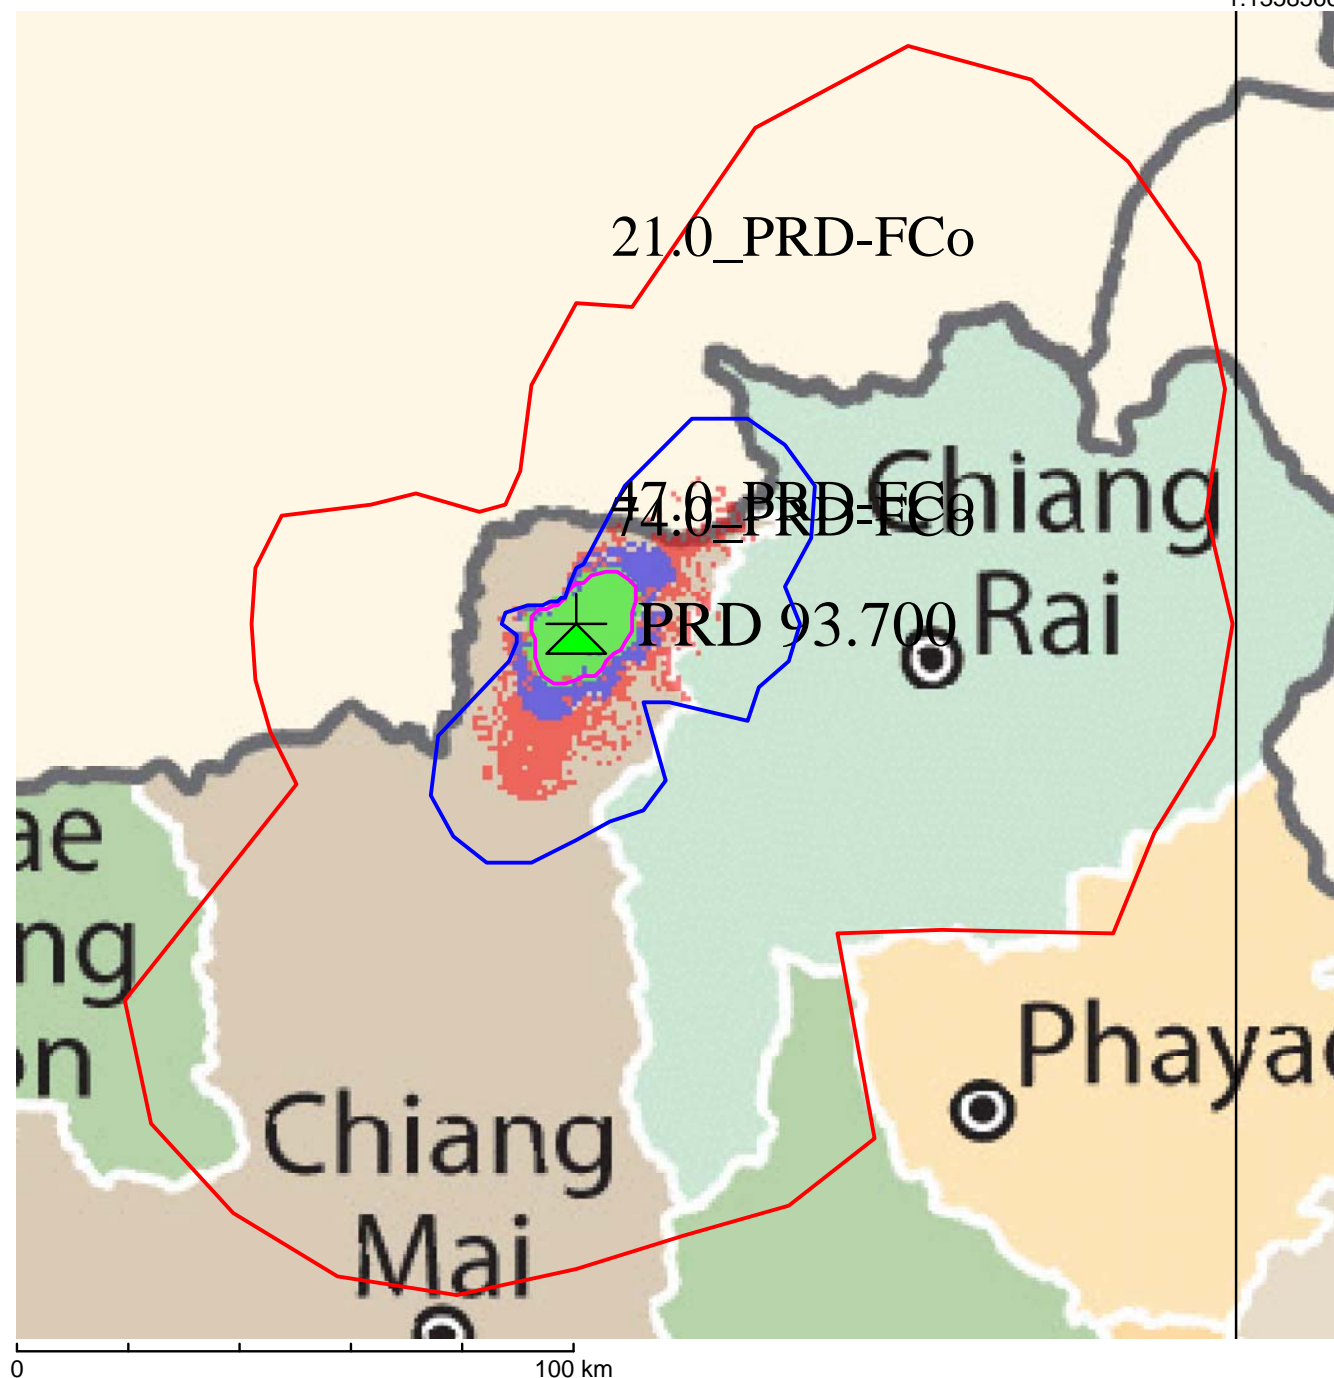 21.0_PRD-FCo
47.0_PRD-FCo
74.0_PRD-FCo
Chiang
Rai
PRD 93.700
ae
ng
on
Phayao
Chiang
Mai
0
100 km